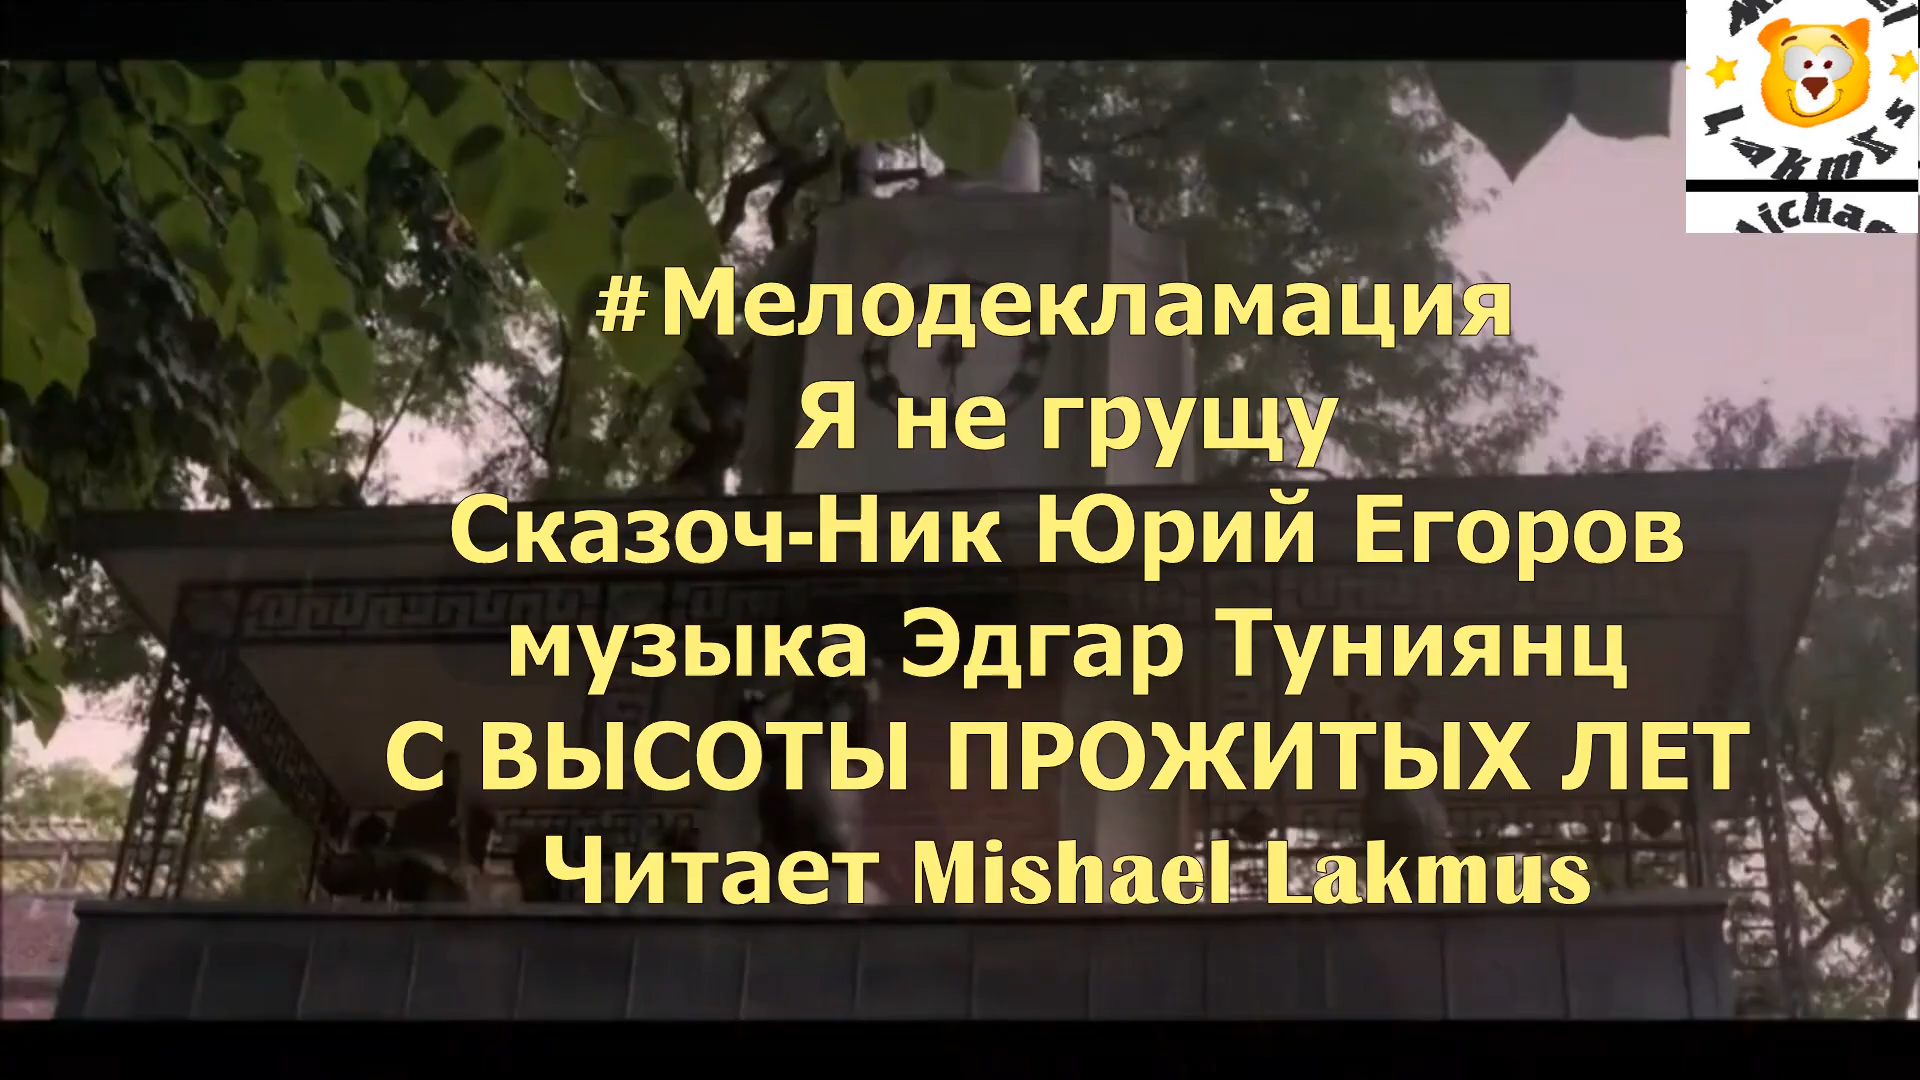 #Мелодекламация
Я не грущу
Сказоч-Ник Юрий Егоров
музыка Эдгар Туниянц
С ВЫСОТЫ ПРОЖИТЫХ ЛЕТ
Читает Mishael Lakmus